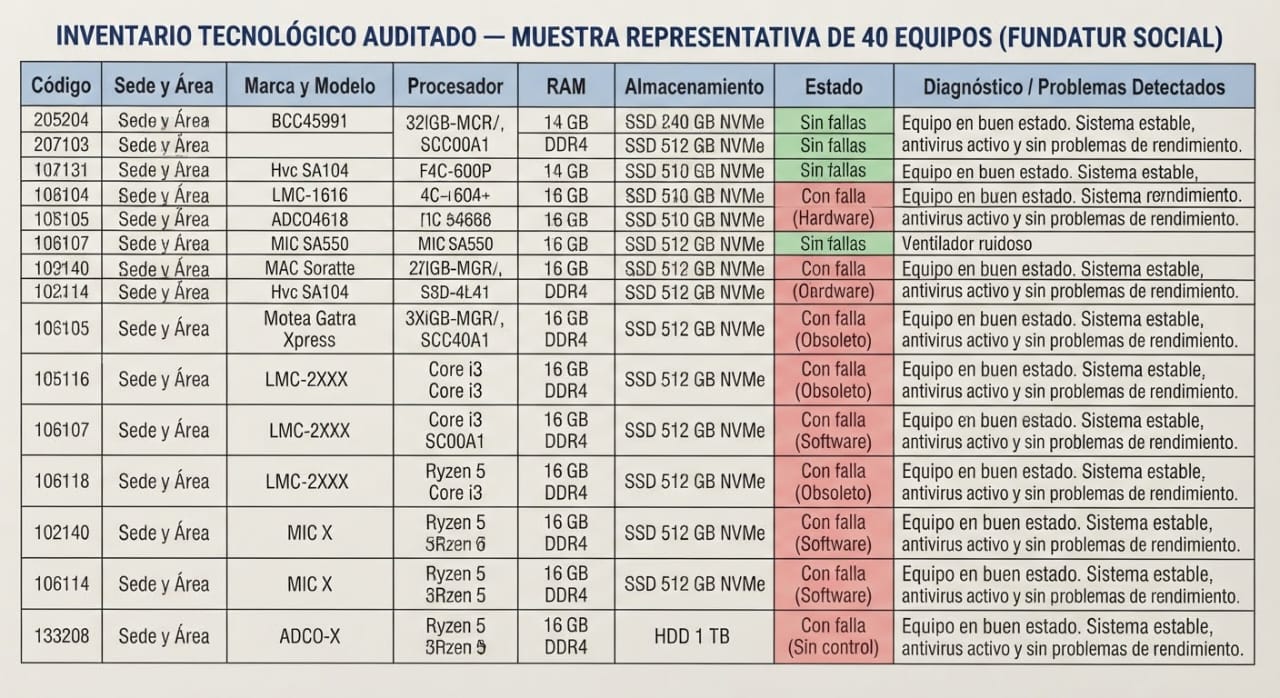 INVENTARIO TECNOLÓGICO AUDITADO — MUESTRA REPRESENTATIVA DE 40 EQUIPOS (FUNDATUR SOCIAL)
Código Sede y Área Marca y Modelo Procesador RAM Almacenamiento Estado Diagnóstico / Problemas Detectados
205204 Sede y Área BCC45991 14 GB SSD 240 GB NVMe Sin fallas Equipo en buen estado. Sistema estable,
207103 Sede y Área SCC00A1 DDR4 SSD 512 GB NVMe Sin fallas antivirus activo y sin problemas de rendimiento.
107131 Sede y Área Hvc SA104 F4C-600P 14 GB SSD 510 GB NVMe Sin fallas Equipo en buen estado. Sistema estable,
106104 Sede y Área LMC-1616 16 GB SSD 510 GB NVMe Con falla Equipo en buen estado. Sistema
Sede y Área ADCO4618 16 GB SSD 510 GB NVMe (Hardware) antivirus activo y sin problemas de rendimiento.
106107 Sede y Área MIC SA550 MIC SA550 16 GB SSD 512 GB NVMe Sin fallas Ventilador ruidoso
Sede y Área MAC Soratte 16 GB SSD 512 GB NVMe Con falla Equipo en buen estado. Sistema estable,
102114 Sede y Área Hvc SA104 DDR4 SSD 512 GB NVMe antivirus activo y sin problemas de rendimiento.
106105 Sede y Área Motea Gatra 16 GB SSD 512 GB NVMe Con falla Equipo en buen estado. Sistema estable,
Xpress SCC40A1 DDR4 (Obsoleto) antivirus activo y sin problemas de rendimiento.
105116 Sede y Área LMC-2XXX Core i3 16 GB SSD 512 GB NVMe Con falla Equipo en buen estado. Sistema estable,
Core i3 DDR4 (Obsoleto) antivirus activo y sin problemas de rendimiento.
106107 Sede y Área LMC-2XXX Core i3 16 GB SSD 512 GB NVMe Con falla Equipo en buen estado. Sistema estable,
SC00A1 DDR4 (Software) antivirus activo y sin problemas de rendimiento.
106118 Sede y Área LMC-2XXX Ryzen 5 16 GB SSD 512 GB NVMe Con falla Equipo en buen estado. Sistema estable,
Core i3 DDR4 (Obsoleto) antivirus activo y sin problemas de rendimiento.
102140 Sede y Área MIC X Ryzen 5 16 GB SSD 512 GB NVMe Con falla Equipo en buen estado. Sistema estable,
DDR4 (Software) antivirus activo y sin problemas de rendimiento.
106114 Sede y Área MIC X Ryzen 5 16 GB SSD 512 GB NVMe Con falla Equipo en buen estado. Sistema estable,
3Rzen 5 DDR4 (Software) antivirus activo y sin problemas de rendimiento.
133208 Sede y Área ADCO-X Ryzen 5 16 GB HDD 1 TB Con falla Equipo en buen estado. Sistema estable,
DDR4 (Sin control) antivirus activo y sin problemas de rendimiento.